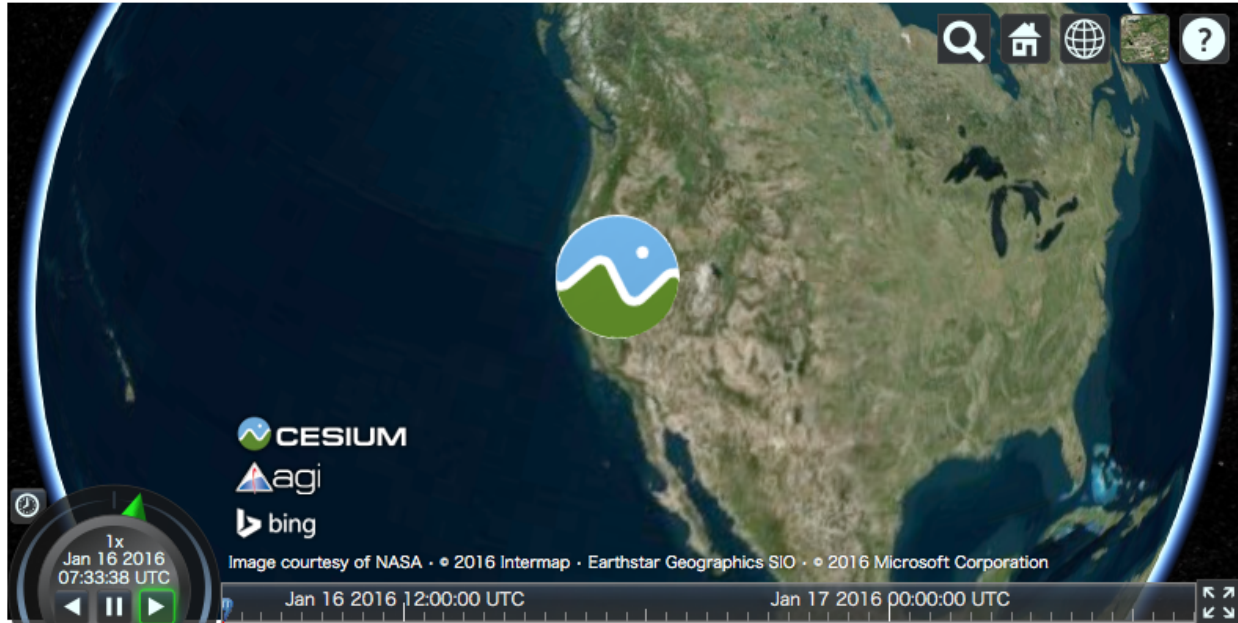 ?
CESIUM
agi
bing
Image courtesy of NASA · © 2016 Intermap · Earthstar Geographics SIO · © 2016 Microsoft Corporation
1x
Jan 16 2016
07:33:38 UTC
Jan 16 2016 12:00:00 UTC
Jan 17 2016 00:00:00 UTC